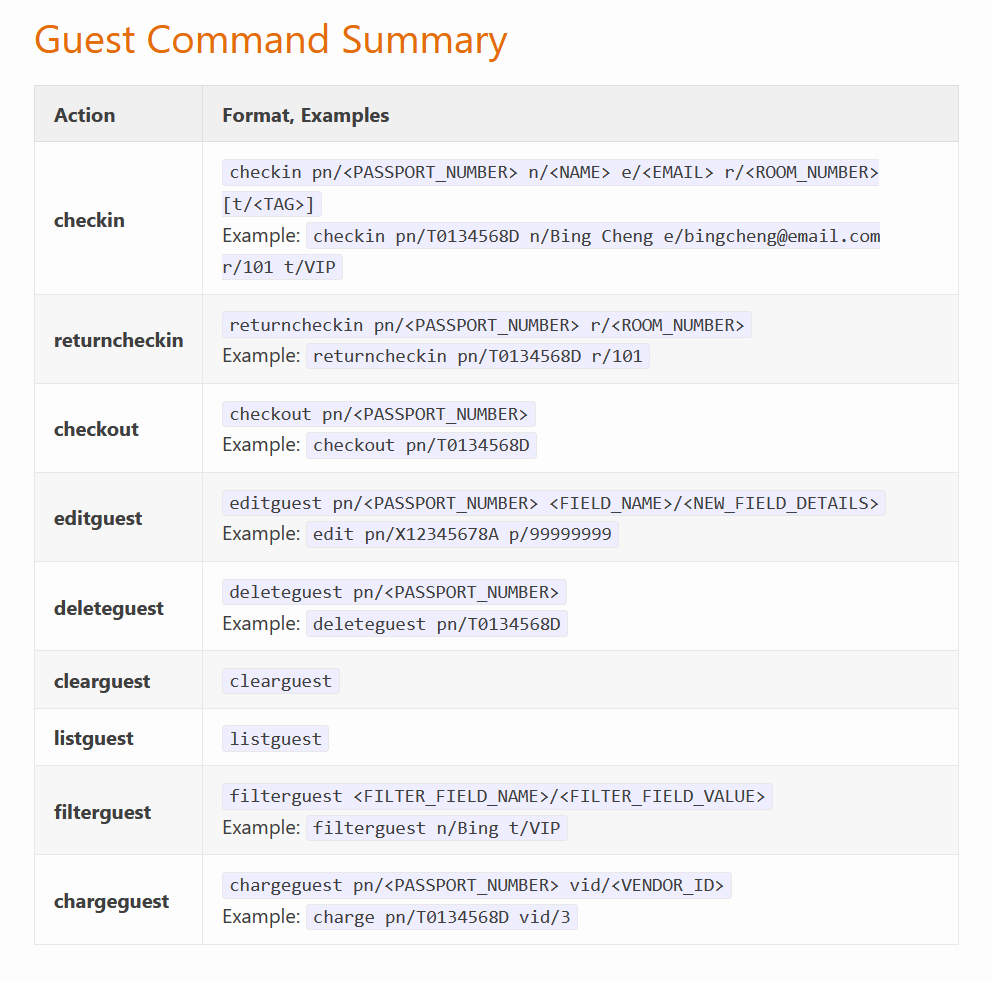 Guest Command Summary
Action Format, Examples
checkin
checkin pn/<PASSPORT_NUMBER> n/<NAME> e/<EMAIL> r/<ROOM_NUMBER>
[t/<TAG>]
Example: checkin pn/T0134568D n/Bing Cheng e/bingcheng@email.com
r/101 t/VIP
returncheckin
returncheckin pn/<PASSPORT_NUMBER> r/<ROOM_NUMBER>
Example: returncheckin pn/T0134568D r/101
checkout
checkout pn/<PASSPORT_NUMBER>
Example: checkout pn/T0134568D
editguest
editguest pn/<PASSPORT_NUMBER> <FIELD_NAME>/<NEW_FIELD_DETAILS>
Example: edit pn/X12345678A p/99999999
deleteguest
deleteguest pn/<PASSPORT_NUMBER>
Example: deleteguest pn/T0134568D
clearguest
clearguest
listguest
listguest
filterguest
filterguest <FILTER_FIELD_NAME>/<FILTER_FIELD_VALUE>
Example: filterguest n/Bing t/VIP
chargeguest
chargeguest pn/<PASSPORT_NUMBER> vid/<VENDOR_ID>
Example: charge pn/T0134568D vid/3